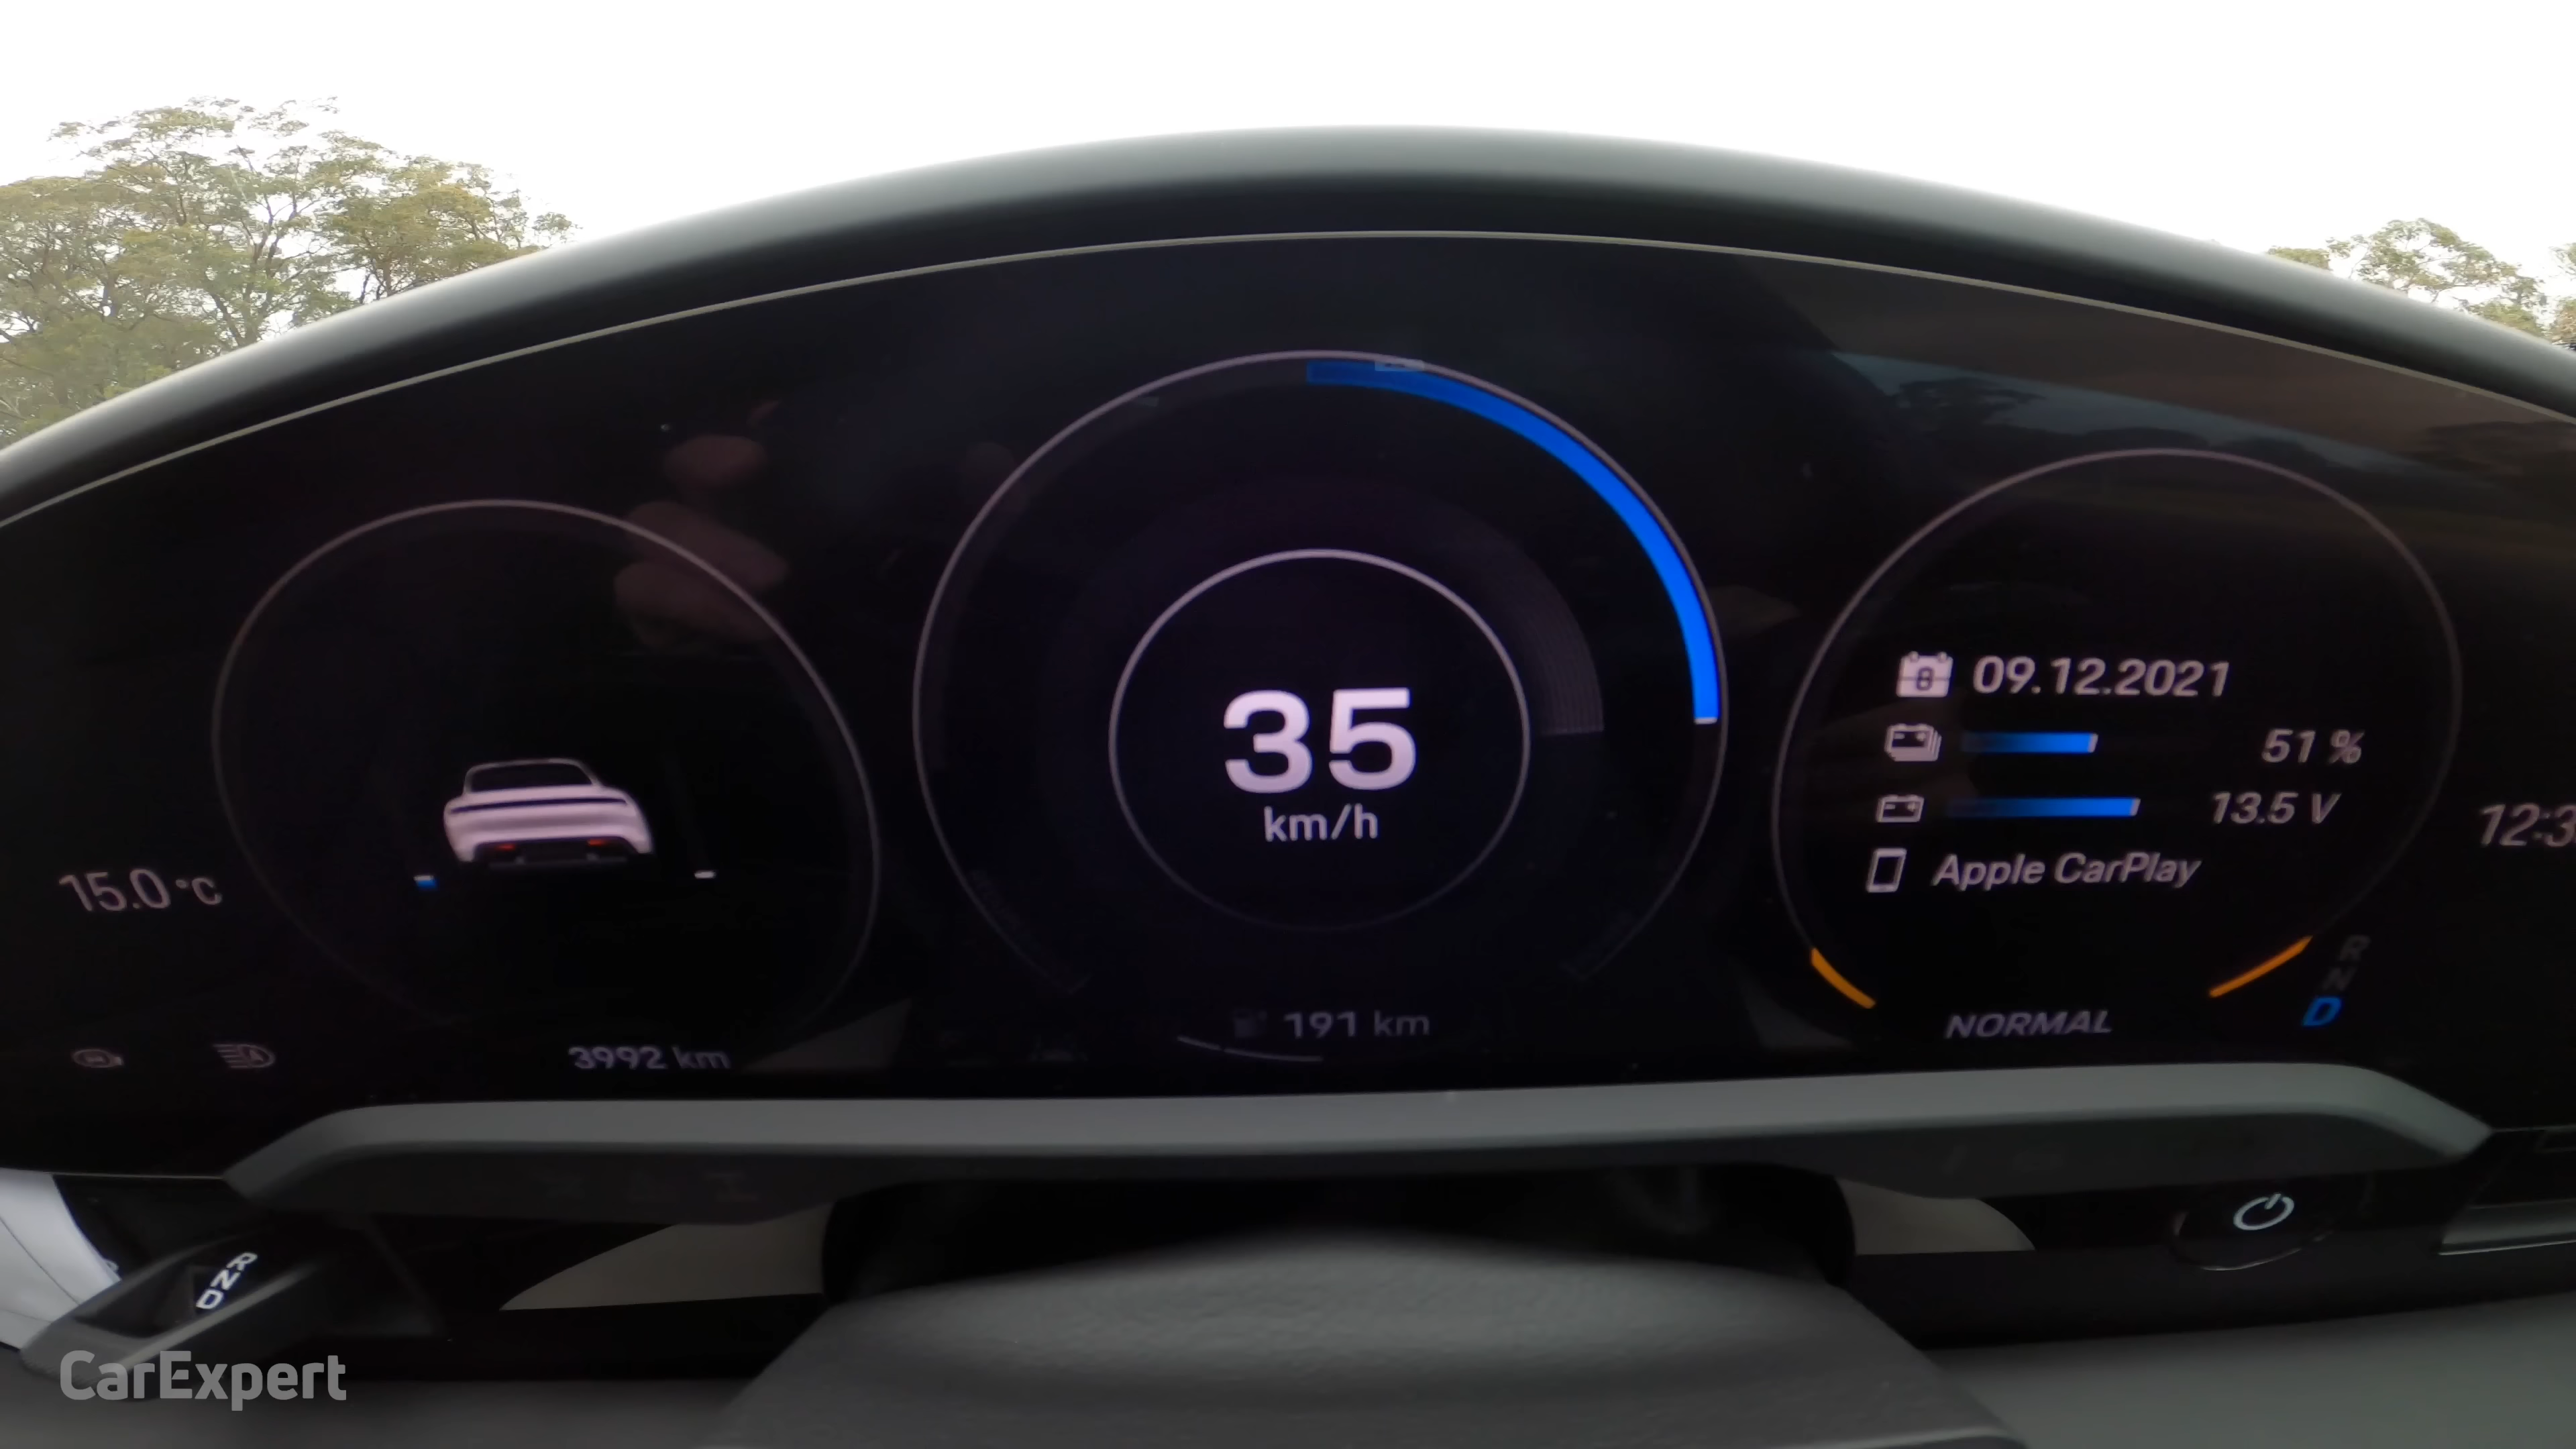 09.12.2021
51 %
35
km/h
13.5 V
15.0 °C
Apple CarPlay
R
N
D
191 km
NORMAL
3992 km
R
N
D
CarExpert